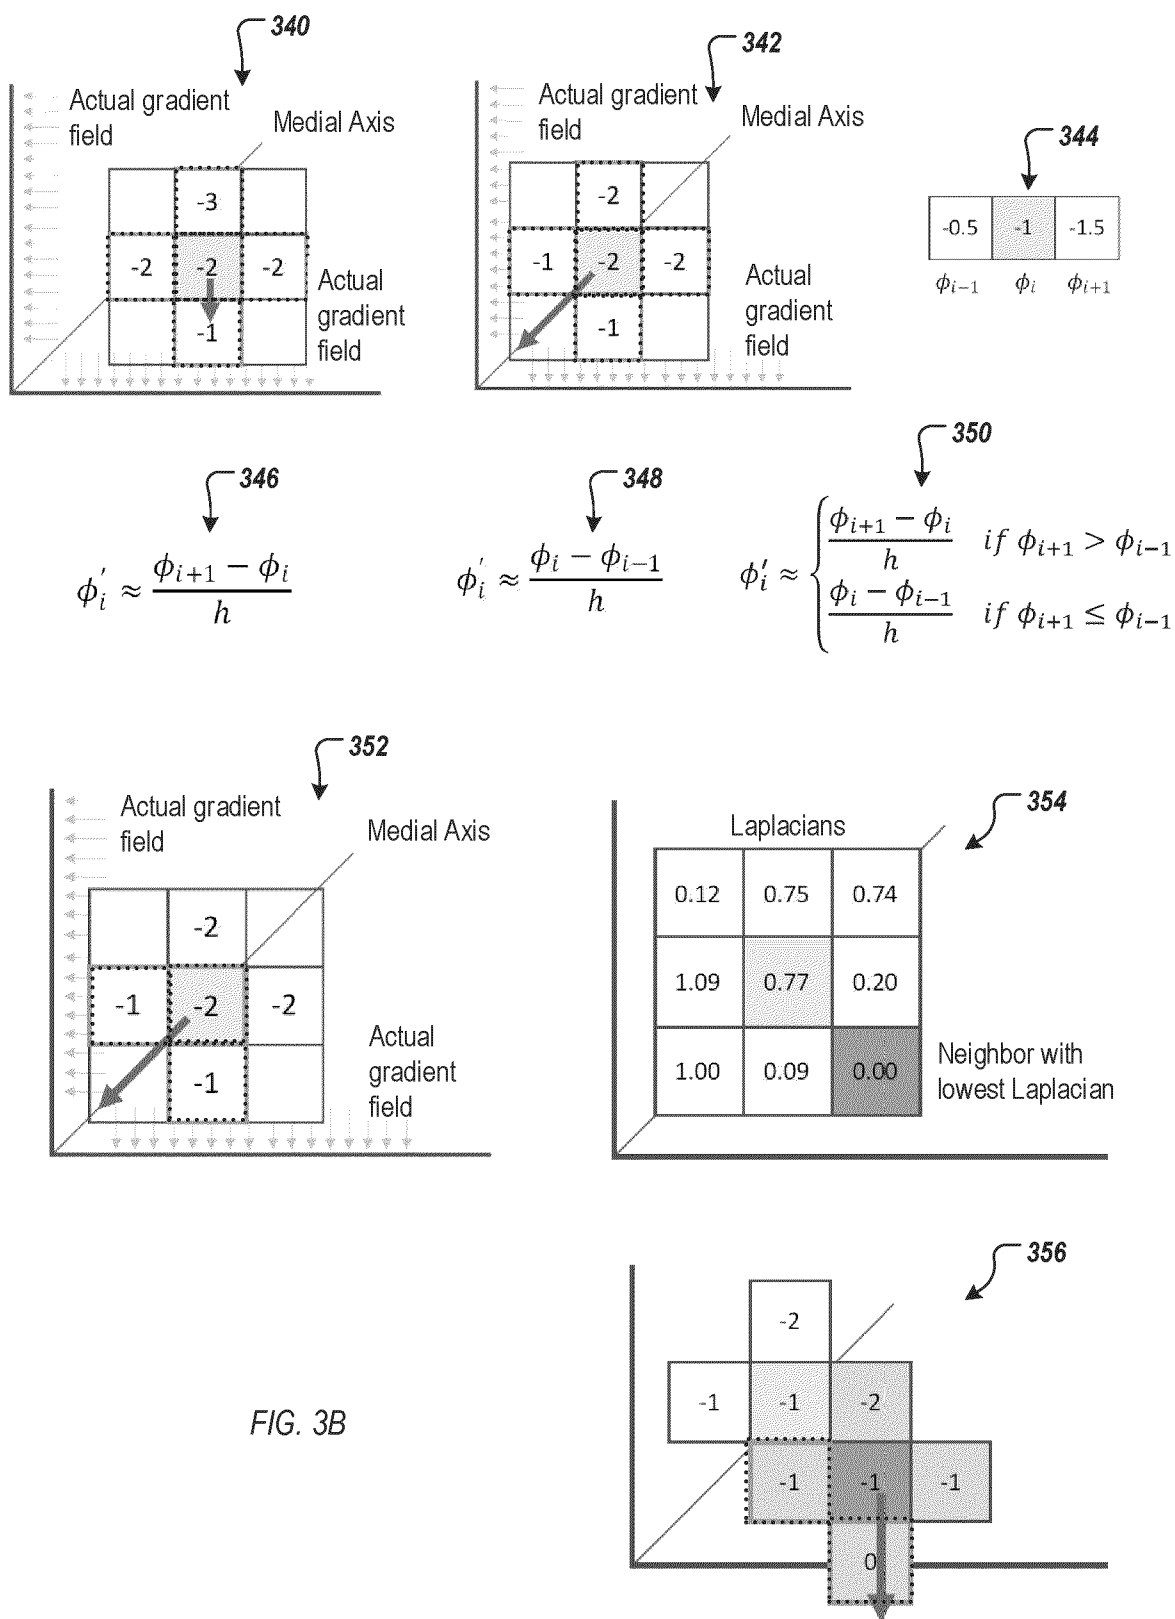 340
Actual gradient
field
Medial Axis
-3
-2 -2 -2
-1
Actual
gradient
field
342
Actual gradient
field
Medial Axis
-2
-1 -2 -2
-1
Actual
gradient
field
344
-0.5 -1 -1.5
ϕᵢ₋₁ ϕᵢ ϕᵢ₊₁
346
ϕᵢ′ ≈ (ϕᵢ₊₁ − ϕᵢ) / h
348
ϕᵢ′ ≈ (ϕᵢ − ϕᵢ₋₁) / h
350
ϕᵢ′ ≈ { (ϕᵢ₊₁ − ϕᵢ) / h if ϕᵢ₊₁ > ϕᵢ₋₁
(ϕᵢ − ϕᵢ₋₁) / h if ϕᵢ₊₁ ≤ ϕᵢ₋₁
352
Actual gradient
field
Medial Axis
-2
-1 -2 -2
-1
Actual
gradient
field
354
Laplacians
0.12 0.75 0.74
1.09 0.77 0.20
1.00 0.09 0.00
Neighbor with
lowest Laplacian
356
-2
-1 -1 -2
-1 -1 -1
0
FIG. 3B